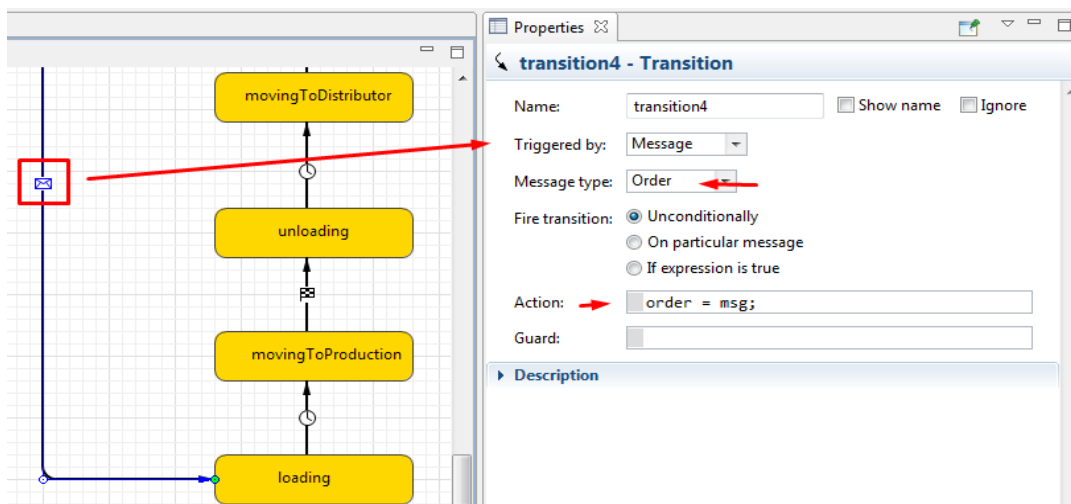 movingToDistributor
unloading
movingToProduction
loading
Properties
transition4 - Transition
Name: transition4 Show name Ignore
Triggered by: Message
Message type: Order
Fire transition: Unconditionally
On particular message
If expression is true
Action: order = msg;
Guard:
Description